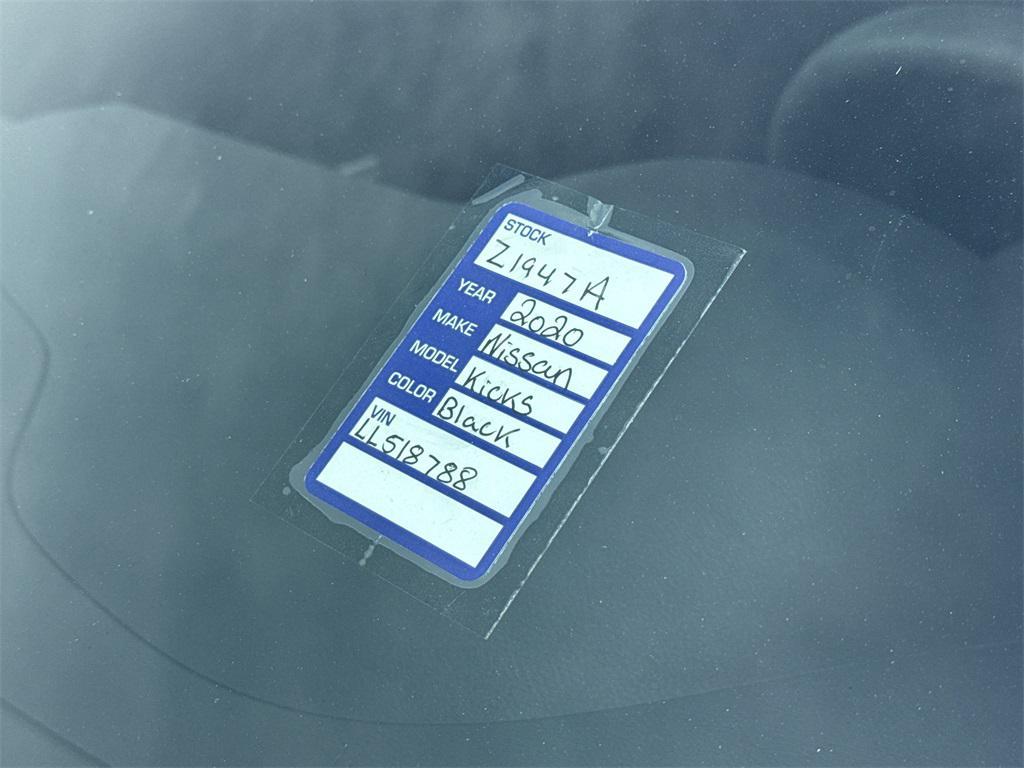 STOCK
Z1947A
YEAR 2020
MAKE Nissan
MODEL Kicks
COLOR Black
VIN
LL518788